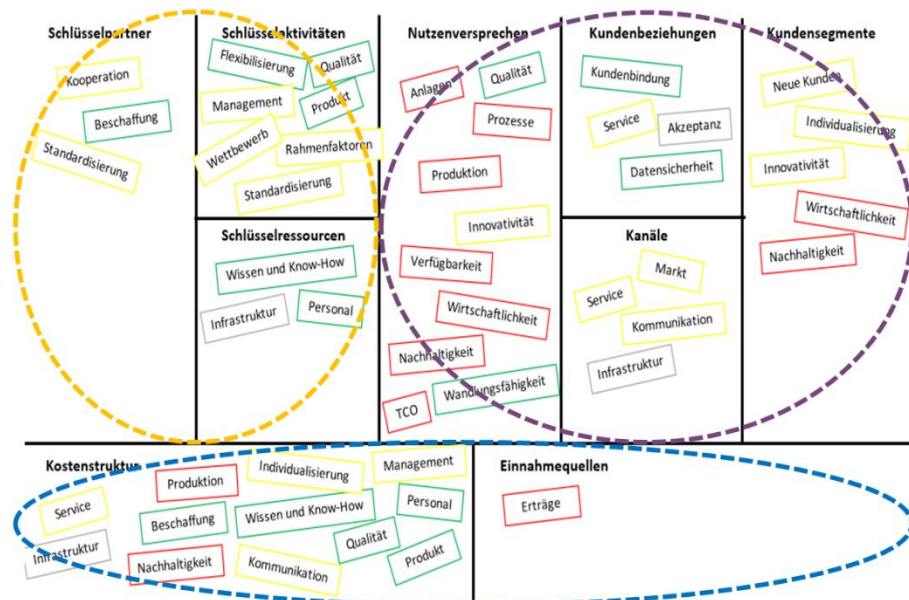 Schlüsselpartner
Kooperation
Beschaffung
Standardisierung
Schlüsselaktivitäten
Flexibilisierung
Qualität
Management
Produkt
Wettbewerb
Rahmenfaktoren
Standardisierung
Schlüsselressourcen
Wissen und Know-How
Infrastruktur
Personal
Nutzenversprechen
Anlagen
Qualität
Prozesse
Produktion
Innovativität
Verfügbarkeit
Wirtschaftlichkeit
Nachhaltigkeit
Wandlungsfähigkeit
TCO
Kundenbeziehungen
Kundenbindung
Service
Akzeptanz
Datensicherheit
Kanäle
Markt
Service
Kommunikation
Infrastruktur
Kundensegmente
Neue Kunden
Individualisierung
Innovativität
Wirtschaftlichkeit
Nachhaltigkeit
Kostenstruktur
Produktion
Individualisierung
Management
Service
Beschaffung
Wissen und Know-How
Personal
Infrastruktur
Nachhaltigkeit
Kommunikation
Qualität
Produkt
Einnahmequellen
Erträge